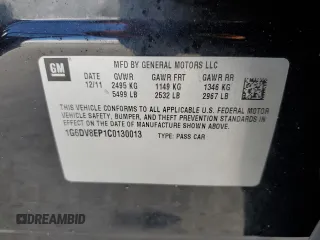 GM
MFD BY GENERAL MOTORS LLC
DATE GVWR GAWR FRT GAWR RR
12/11 2495 KG 1149 KG 1346 KG
5499 LB 2532 LB 2967 LB
THIS VEHICLE CONFORMS TO ALL APPLICABLE U.S. FEDERAL MOTOR
VEHICLE SAFETY, BUMPER, AND THEFT PREVENTION STANDARDS
IN EFFECT ON THE DATE OF MANUFACTURE SHOWN ABOVE.
1G6DV8EP1C0130013 TYPE: PASS CAR
DREAMBID